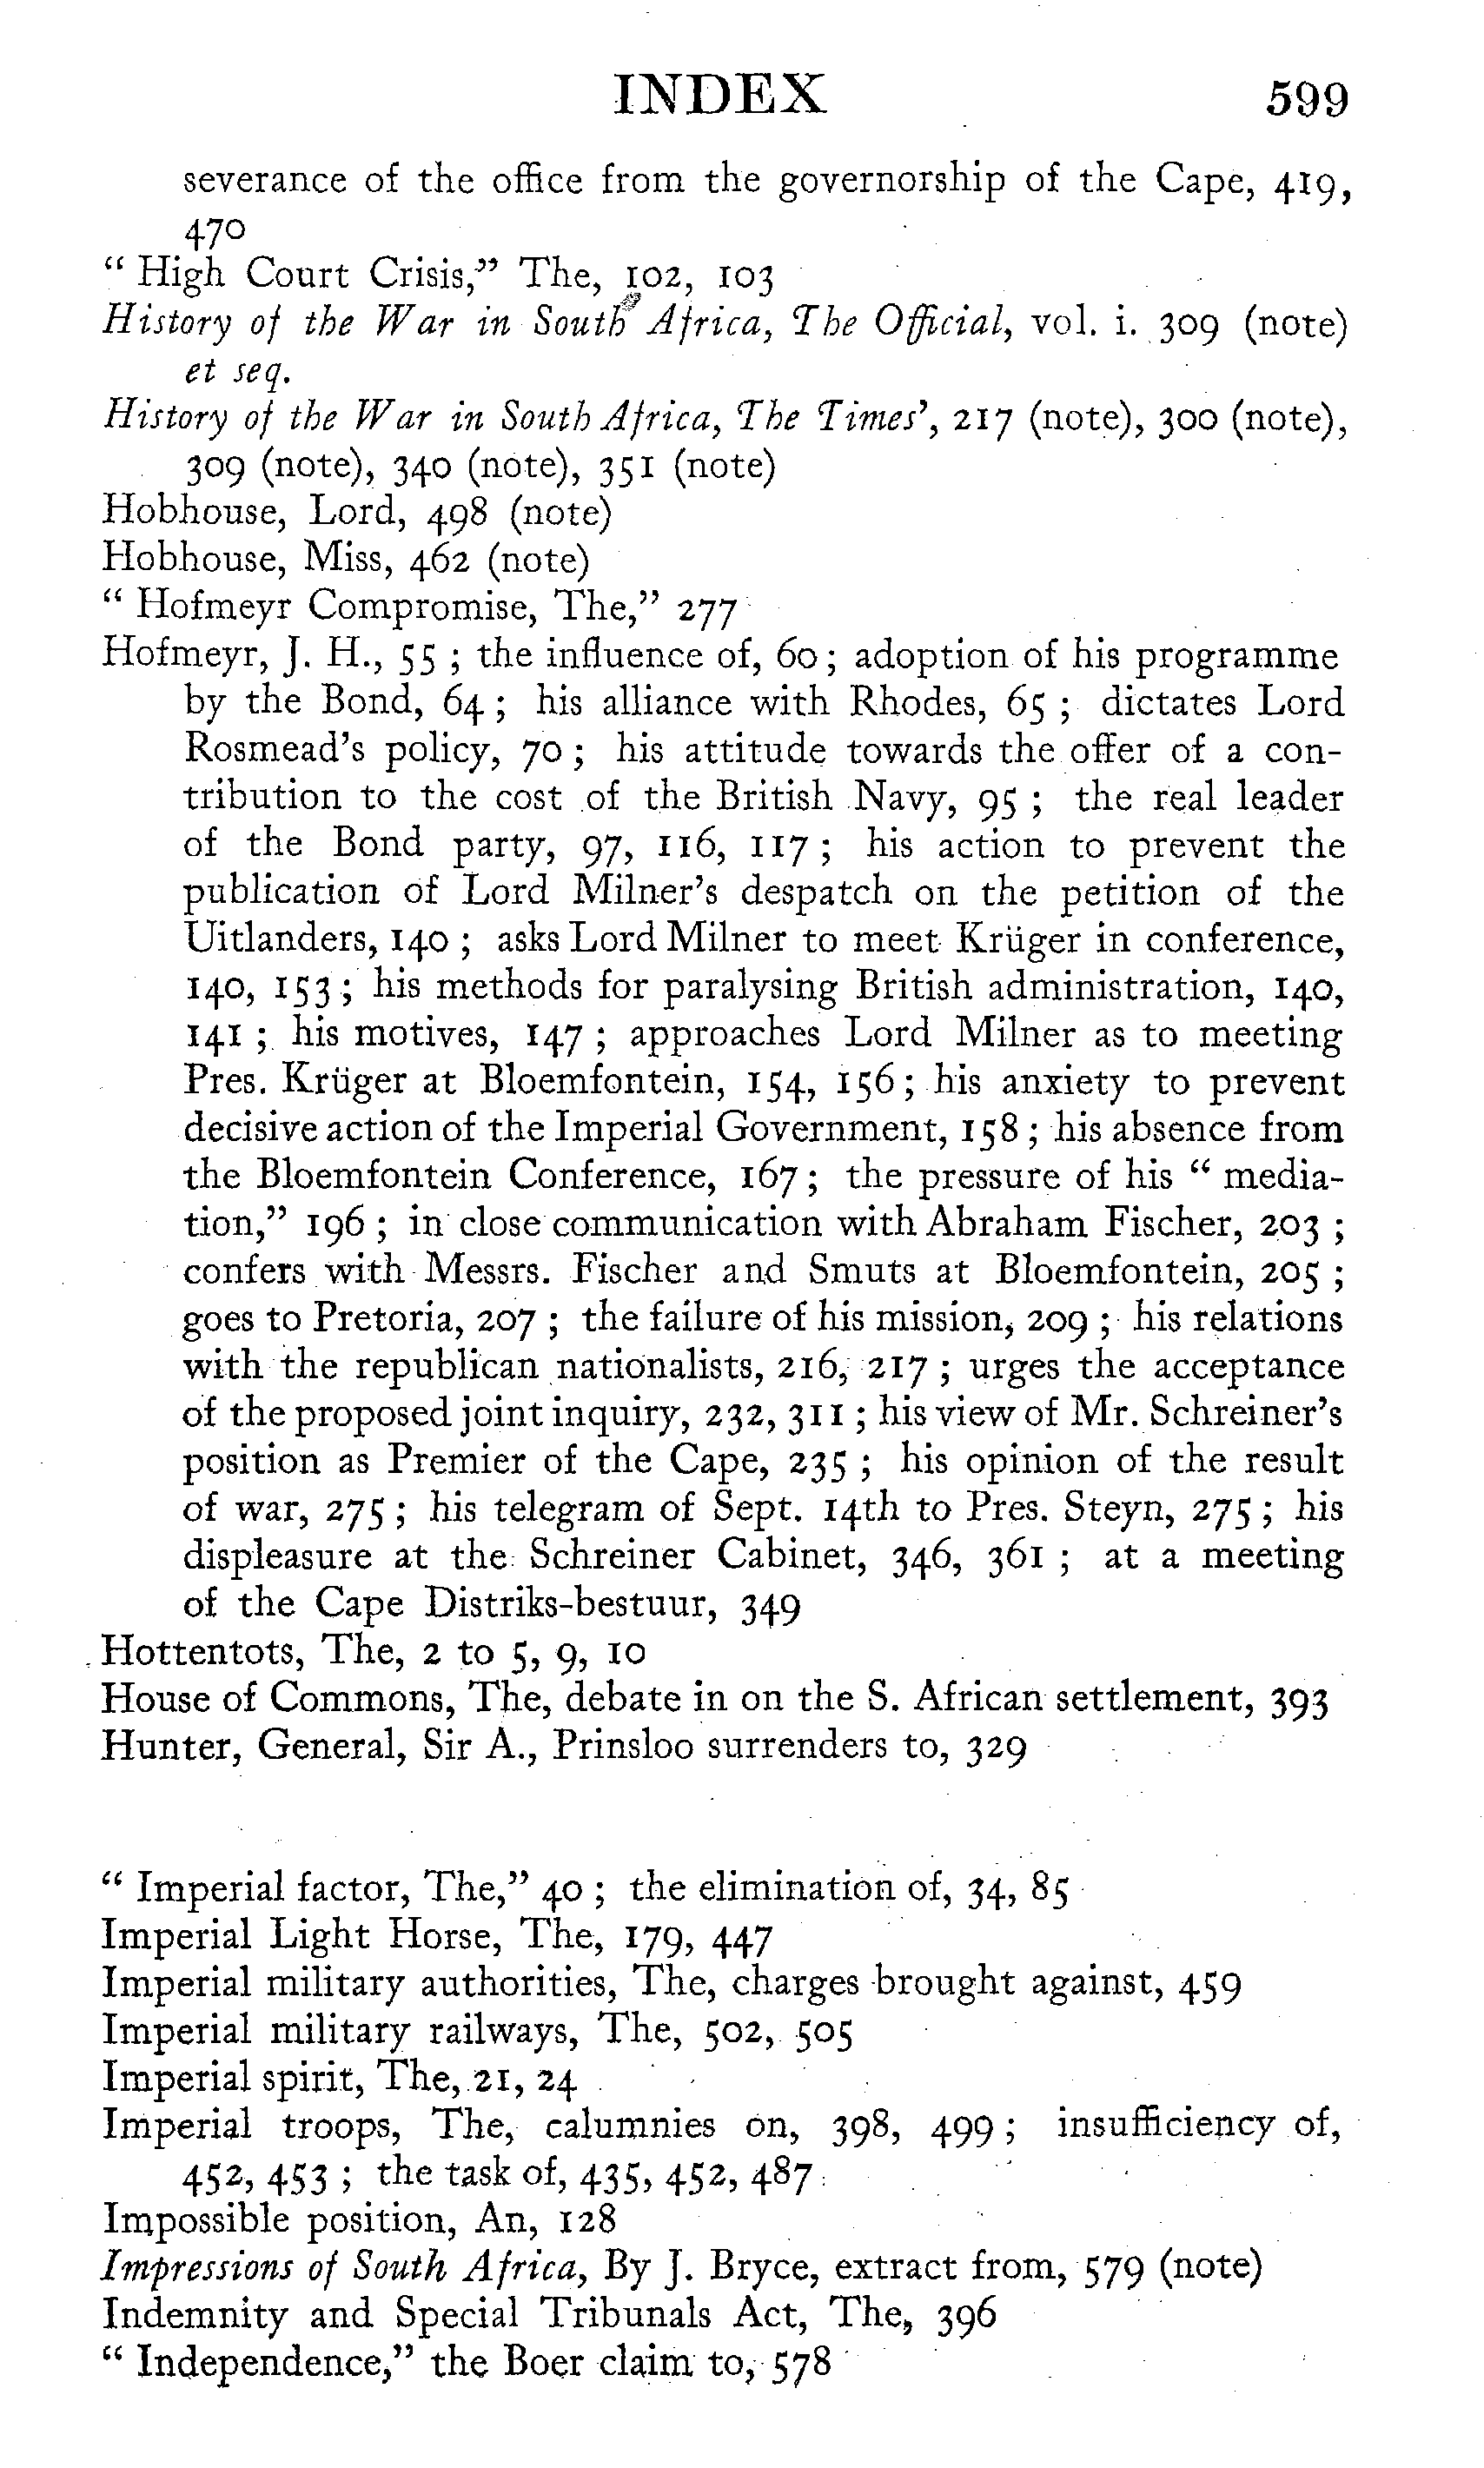 INDEX 599
severance of the office from the governorship of the Cape, 419,
470
" High Court Crisis," The, 102, 103
History of the War in South Africa, The Official, vol. i. 309 (note)
et seq.
History of the War in South Africa, The Times', 217 (note), 300 (note),
309 (note), 340 (note), 351 (note)
Hobhouse, Lord, 498 (note)
Hobhouse, Miss, 462 (note)
" Hofmeyr Compromise, The," 277
Hofmeyr, J. H., 55 ; the influence of, 60 ; adoption of his programme
by the Bond, 64 ; his alliance with Rhodes, 65 ; dictates Lord
Rosmead's policy, 70 ; his attitude towards the offer of a con-
tribution to the cost of the British Navy, 95 ; the real leader
of the Bond party, 97, 116, 117 ; his action to prevent the
publication of Lord Milner's despatch on the petition of the
Uitlanders, 140 ; asks Lord Milner to meet Krüger in conference,
140, 153 ; his methods for paralysing British administration, 140,
141 ; his motives, 147 ; approaches Lord Milner as to meeting
Pres. Krüger at Bloemfontein, 154, 156 ; his anxiety to prevent
decisive action of the Imperial Government, 158 ; his absence from
the Bloemfontein Conference, 167 ; the pressure of his " media-
tion," 196 ; in close communication with Abraham Fischer, 203 ;
confers with Messrs. Fischer and Smuts at Bloemfontein, 205 ;
goes to Pretoria, 207 ; the failure of his mission, 209 ; his relations
with the republican nationalists, 216, 217 ; urges the acceptance
of the proposed joint inquiry, 232, 311 ; his view of Mr. Schreiner's
position as Premier of the Cape, 235 ; his opinion of the result
of war, 275 ; his telegram of Sept. 14th to Pres. Steyn, 275 ; his
displeasure at the Schreiner Cabinet, 346, 361 ; at a meeting
of the Cape Distriks-bestuur, 349
Hottentots, The, 2 to 5, 9, 10
House of Commons, The, debate in on the S. African settlement, 393
Hunter, General, Sir A., Prinsloo surrenders to, 329
" Imperial factor, The," 40 ; the elimination of, 34, 85
Imperial Light Horse, The, 179, 447
Imperial military authorities, The, charges brought against, 459
Imperial military railways, The, 502, 505
Imperial spirit, The, 21, 24
Imperial troops, The, calumnies on, 398, 499 ; insufficiency of,
452, 453 ; the task of, 435, 452, 487
Impossible position, An, 128
Impressions of South Africa, By J. Bryce, extract from, 579 (note)
Indemnity and Special Tribunals Act, The, 396
" Independence," the Boer claim to, 578